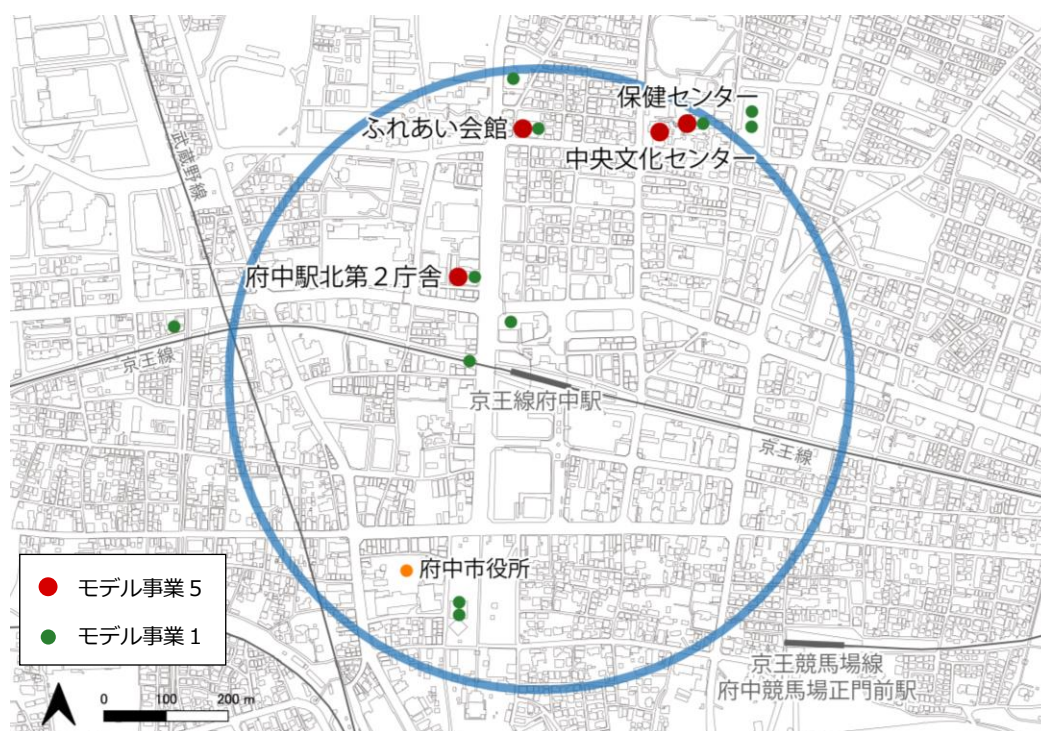 保健センター
ふれあい会館
中央文化センター
武蔵野線
府中駅北第２庁舎
京王線
京王線府中駅
京王線
府中市役所
モデル事業５
モデル事業１
京王競馬場線
府中競馬場正門前駅
0 100 200 m